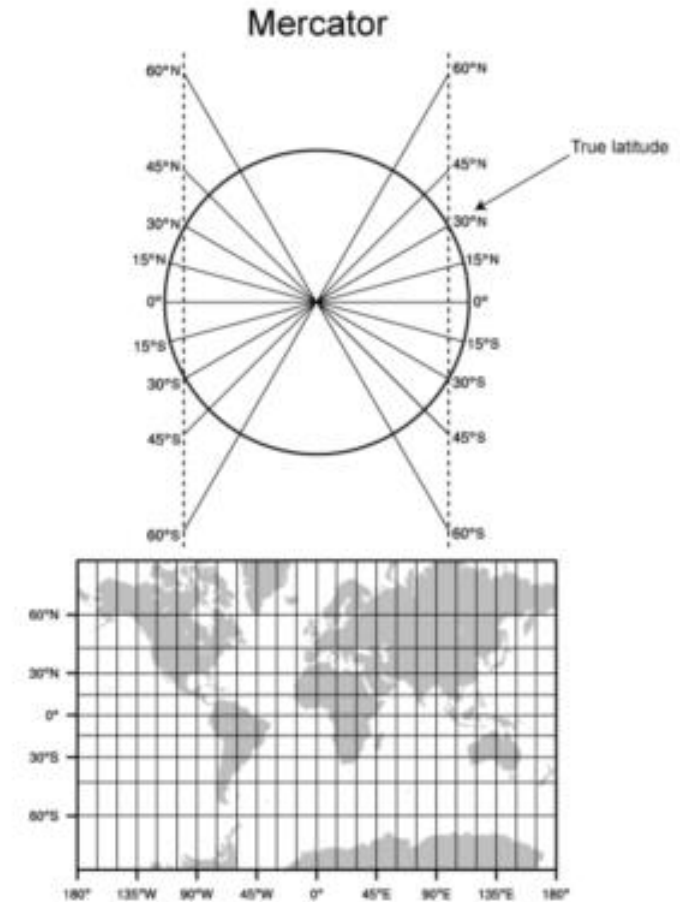 Mercator
60°N 60°N
True latitude
45°N 45°N
30°N 30°N
15°N 15°N
0° 0°
15°S 15°S
30°S 30°S
45°S 45°S
60°S 60°S
60°N
30°N
0°
30°S
60°S
180° 135°W 90°W 45°W 0° 45°E 90°E 135°E 180°